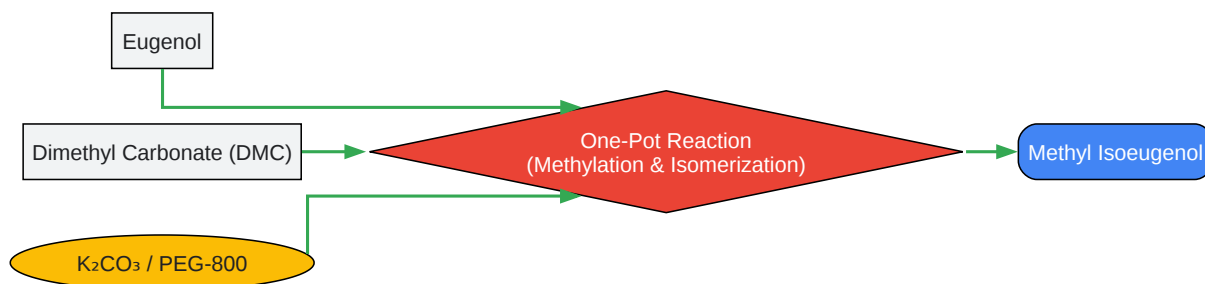 Eugenol
Dimethyl Carbonate (DMC)
One-Pot Reaction
(Methylation & Isomerization)
Methyl Isoeugenol
K₂CO₃ / PEG-800